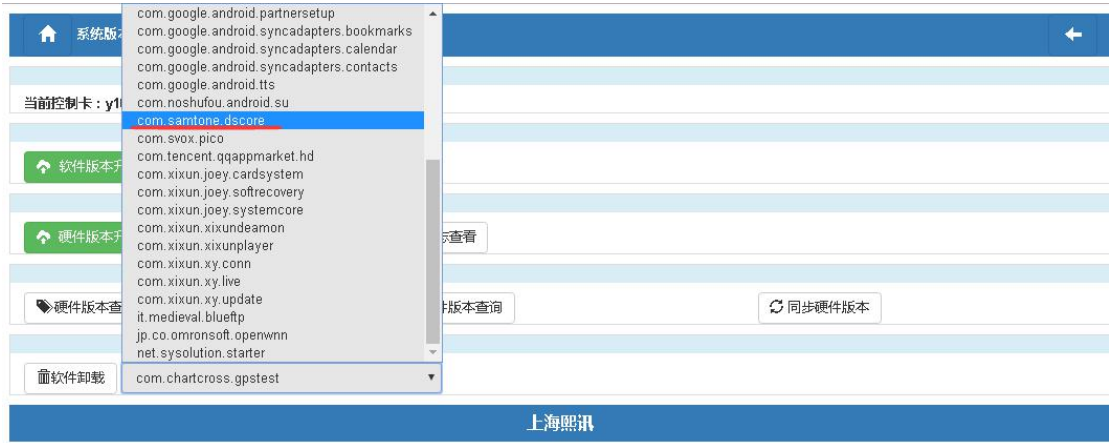 com.google.android.partnersetup
com.google.android.syncadapters.bookmarks
系统版
com.google.android.syncadapters.calendar
com.google.android.syncadapters.contacts
com.google.android.tts
当前控制卡：y1
com.noshufou.android.su
com.samtone.dscore
com.svox.pico
com.tencent.qqappmarket.hd
软件版本升
com.xixun.joey.cardsystem
com.xixun.joey.softrecovery
com.xixun.joey.systemcore
com.xixun.xixundeamon
硬件版本升
查看
com.xixun.xixunplayer
com.xixun.xy.conn
com.xixun.xy.live
com.xixun.xy.update
硬件版本查
版本查询
同步硬件版本
it.medieval.blueftp
jp.co.omronsoft.openwnn
net.sysolution.starter
软件卸载
com.chartcross.gpstest
上海熙讯